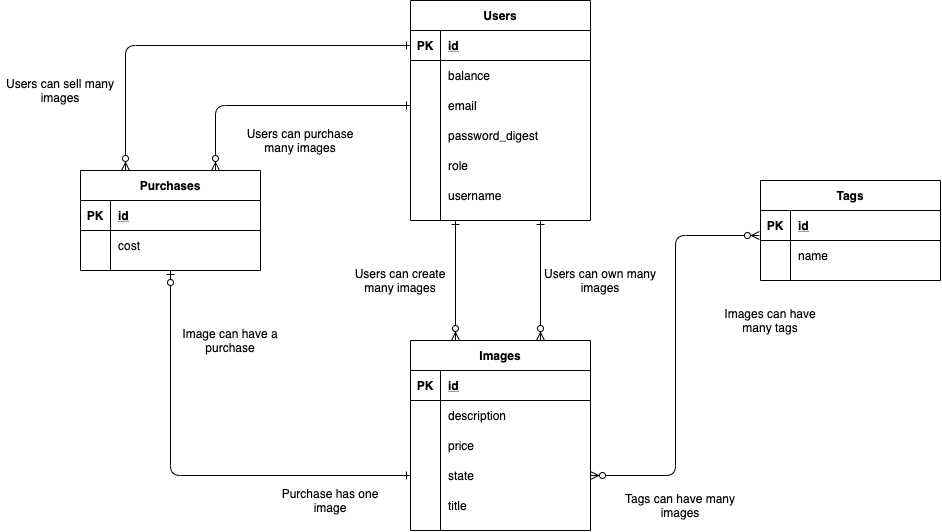 Users
PK id
balance
email
password_digest
role
username
Users can sell many
images
Users can purchase
many images
Purchases
PK id
cost
Tags
PK id
name
Users can create
many images
Users can own many
images
Images can have
many tags
Image can have a
purchase
Images
PK id
description
price
state
title
Purchase has one
image
Tags can have many
images